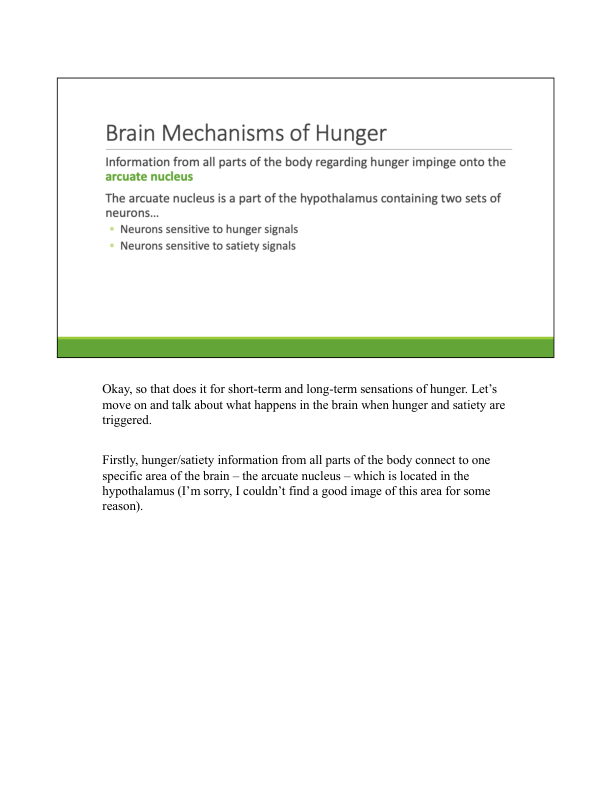 Brain Mechanisms of Hunger
Information from all parts of the body regarding hunger impinge onto the
arcuate nucleus
The arcuate nucleus is a part of the hypothalamus containing two sets of
neurons…
• Neurons sensitive to hunger signals
• Neurons sensitive to satiety signals
Okay, so that does it for short-term and long-term sensations of hunger. Let’s
move on and talk about what happens in the brain when hunger and satiety are
triggered.
Firstly, hunger/satiety information from all parts of the body connect to one
specific area of the brain – the arcuate nucleus – which is located in the
hypothalamus (I’m sorry, I couldn’t find a good image of this area for some
reason).